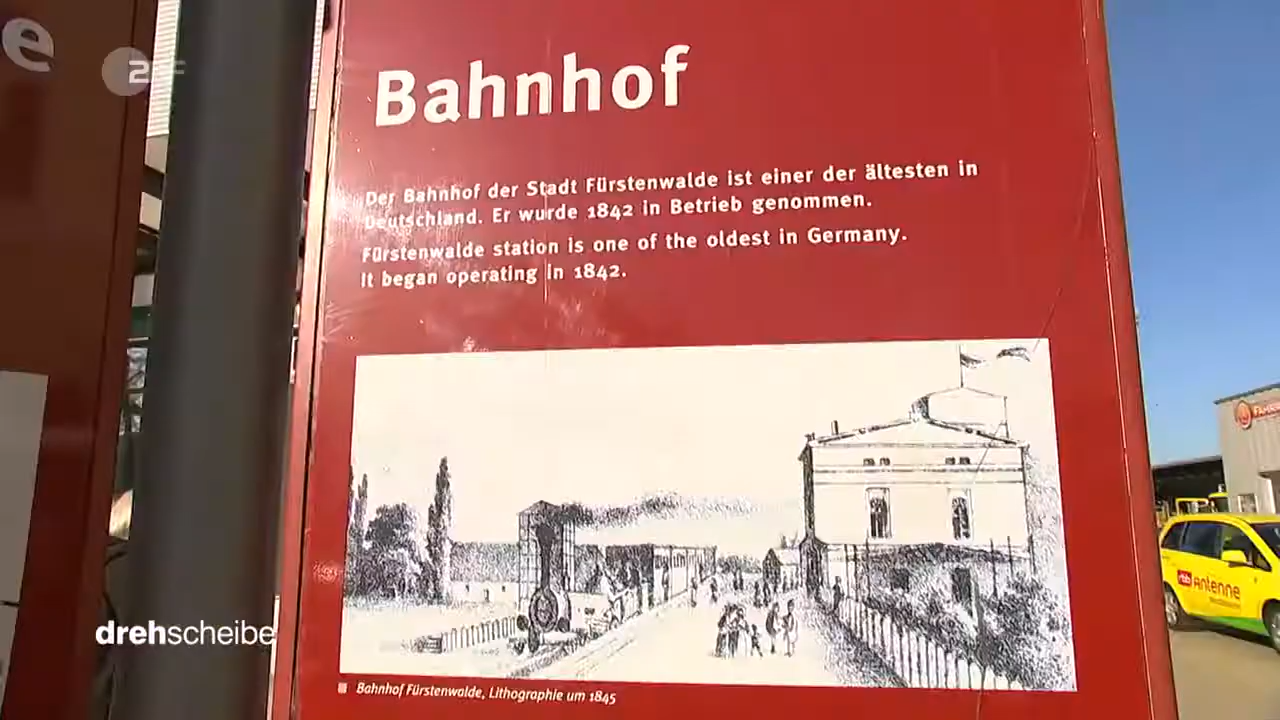 e
ZDF
Bahnhof
Der Bahnhof der Stadt Fürstenwalde ist einer der ältesten in
Deutschland. Er wurde 1842 in Betrieb genommen.
Fürstenwalde station is one of the oldest in Germany.
It began operating in 1842.
rbb Antenne
drehscheibe
Bahnhof Fürstenwalde, Lithographie um 1845